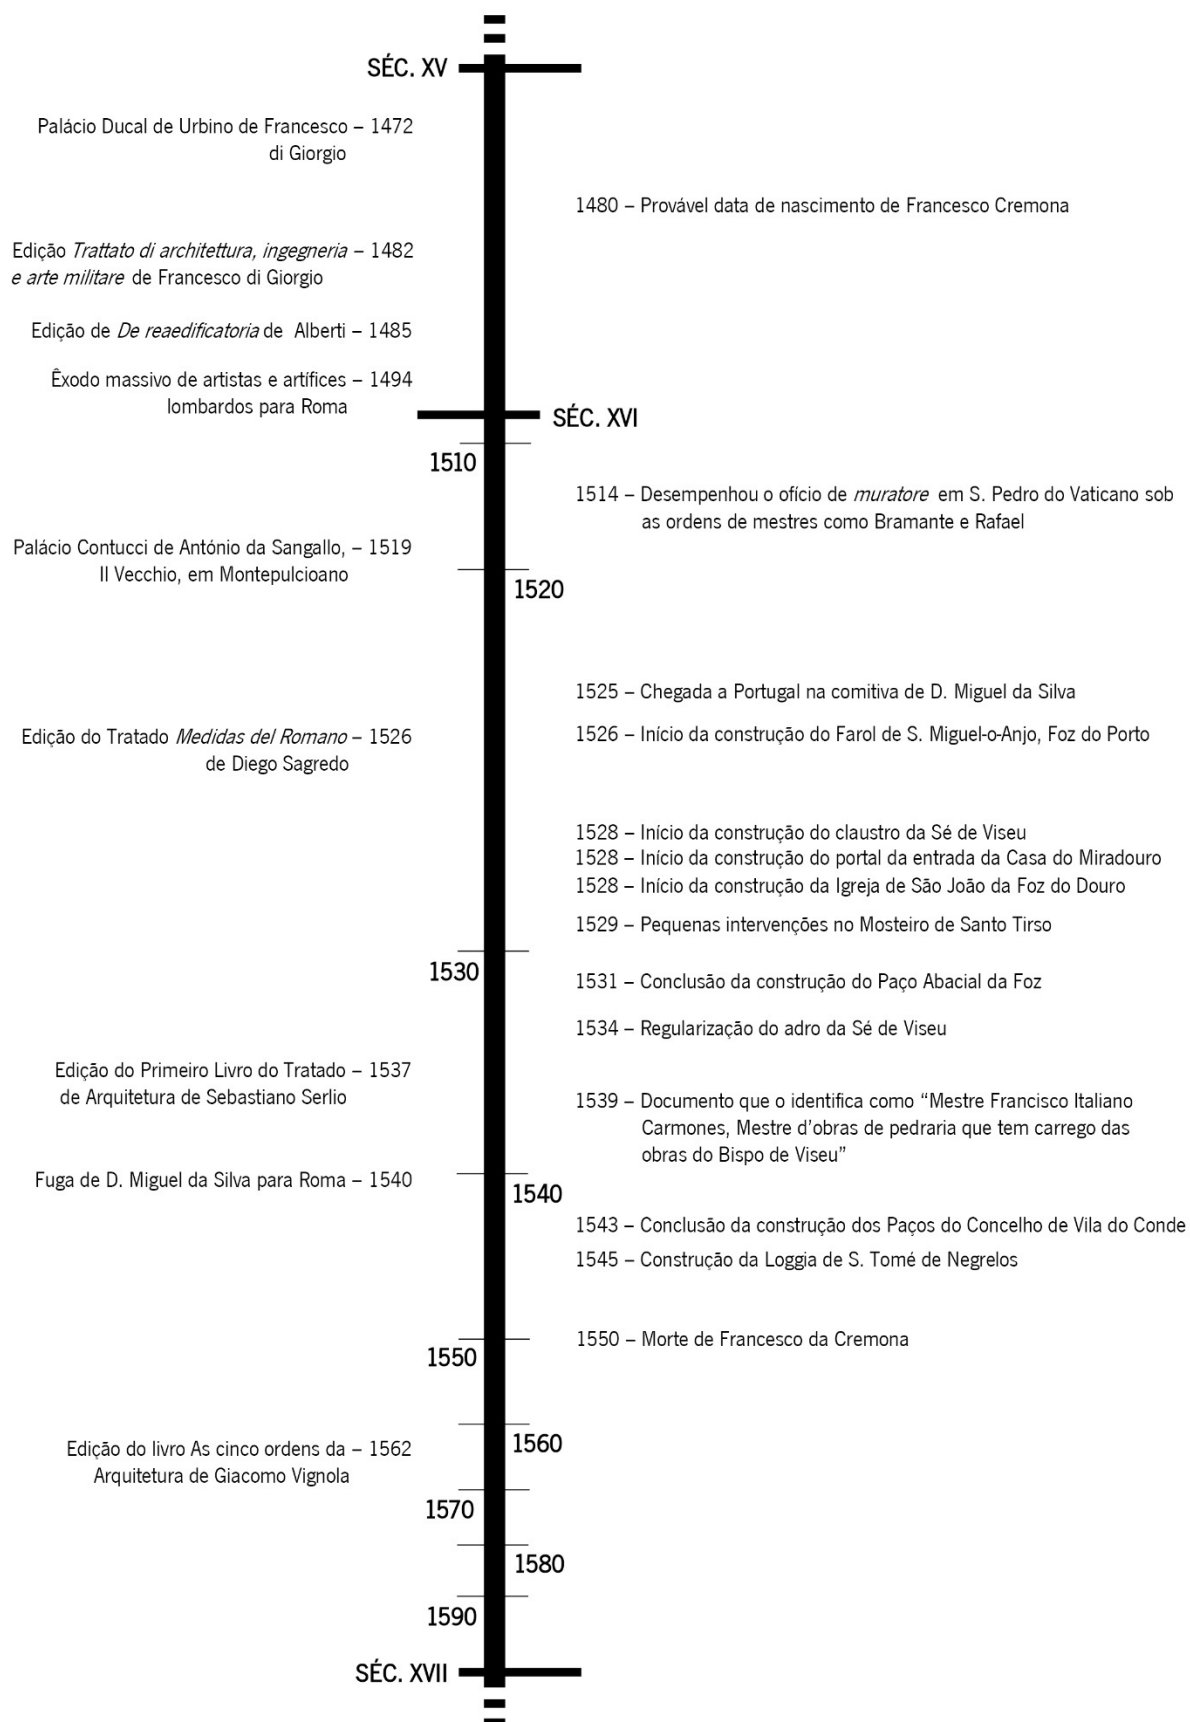 SÉC. XV
Palácio Ducal de Urbino de Francesco – 1472
di Giorgio
1480 – Provável data de nascimento de Francesco Cremona
Edição Trattato di architettura, ingegneria – 1482
e arte militare de Francesco di Giorgio
Edição de De reaedificatoria de Alberti – 1485
Êxodo massivo de artistas e artífices – 1494
lombardos para Roma
SÉC. XVI
1510
1514 – Desempenhou o ofício de muratore em S. Pedro do Vaticano sob
as ordens de mestres como Bramante e Rafael
Palácio Contucci de António da Sangallo, – 1519
Il Vecchio, em Montepulcioano
1520
1525 – Chegada a Portugal na comitiva de D. Miguel da Silva
1526 – Início da construção do Farol de S. Miguel-o-Anjo, Foz do Porto
Edição do Tratado Medidas del Romano – 1526
de Diego Sagredo
1528 – Início da construção do claustro da Sé de Viseu
1528 – Início da construção do portal da entrada da Casa do Miradouro
1528 – Início da construção da Igreja de São João da Foz do Douro
1529 – Pequenas intervenções no Mosteiro de Santo Tirso
1530
1531 – Conclusão da construção do Paço Abacial da Foz
1534 – Regularização do adro da Sé de Viseu
Edição do Primeiro Livro do Tratado – 1537
de Arquitetura de Sebastiano Serlio
1539 – Documento que o identifica como “Mestre Francisco Italiano
Carmones, Mestre d’obras de pedraria que tem carrego das
obras do Bispo de Viseu”
Fuga de D. Miguel da Silva para Roma – 1540
1540
1543 – Conclusão da construção dos Paços do Concelho de Vila do Conde
1545 – Construção da Loggia de S. Tomé de Negrelos
1550 – Morte de Francesco da Cremona
1550
1560
Edição do livro As cinco ordens da – 1562
Arquitetura de Giacomo Vignola
1570
1580
1590
SÉC. XVII